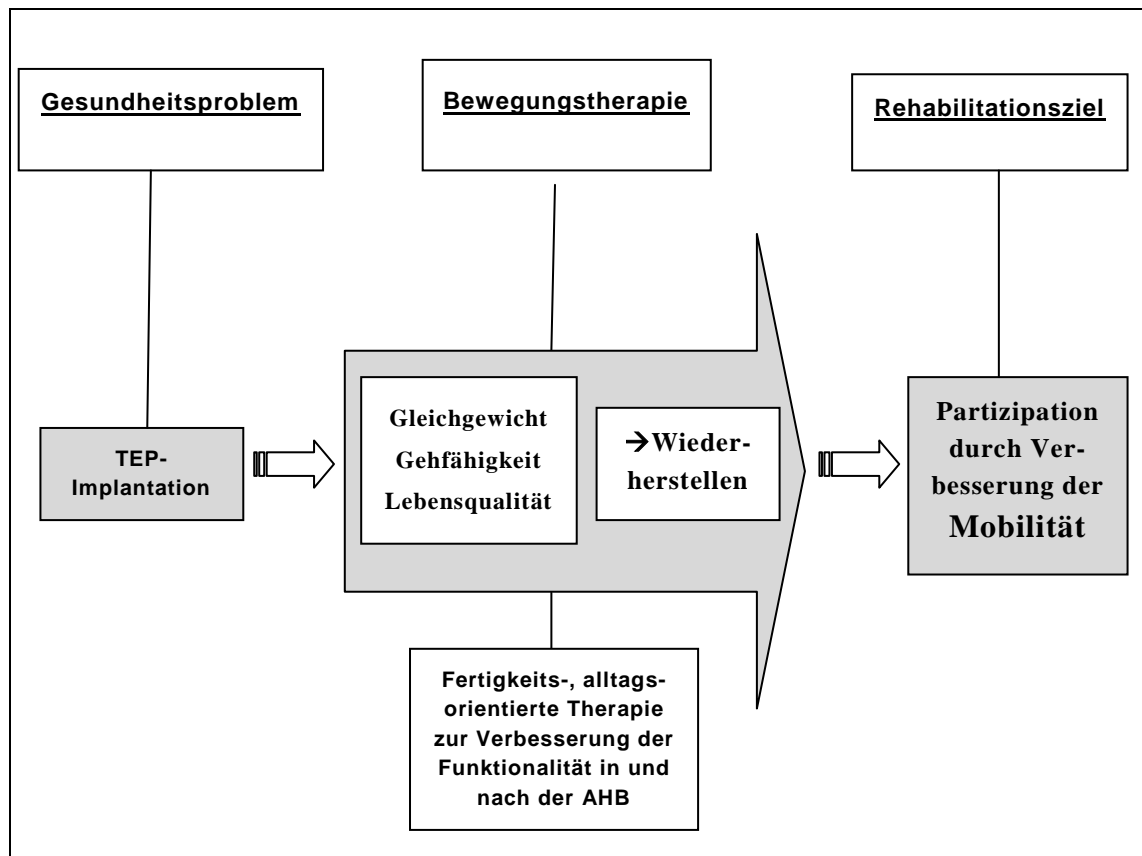 Gesundheitsproblem
Bewegungstherapie
Rehabilitationsziel
TEP-
Implantation
Gleichgewicht
Gehfähigkeit
Lebensqualität
→Wieder-
herstellen
Partizipation
durch Ver-
besserung der
Mobilität
Fertigkeits-, alltags-
orientierte Therapie
zur Verbesserung der
Funktionalität in und
nach der AHB